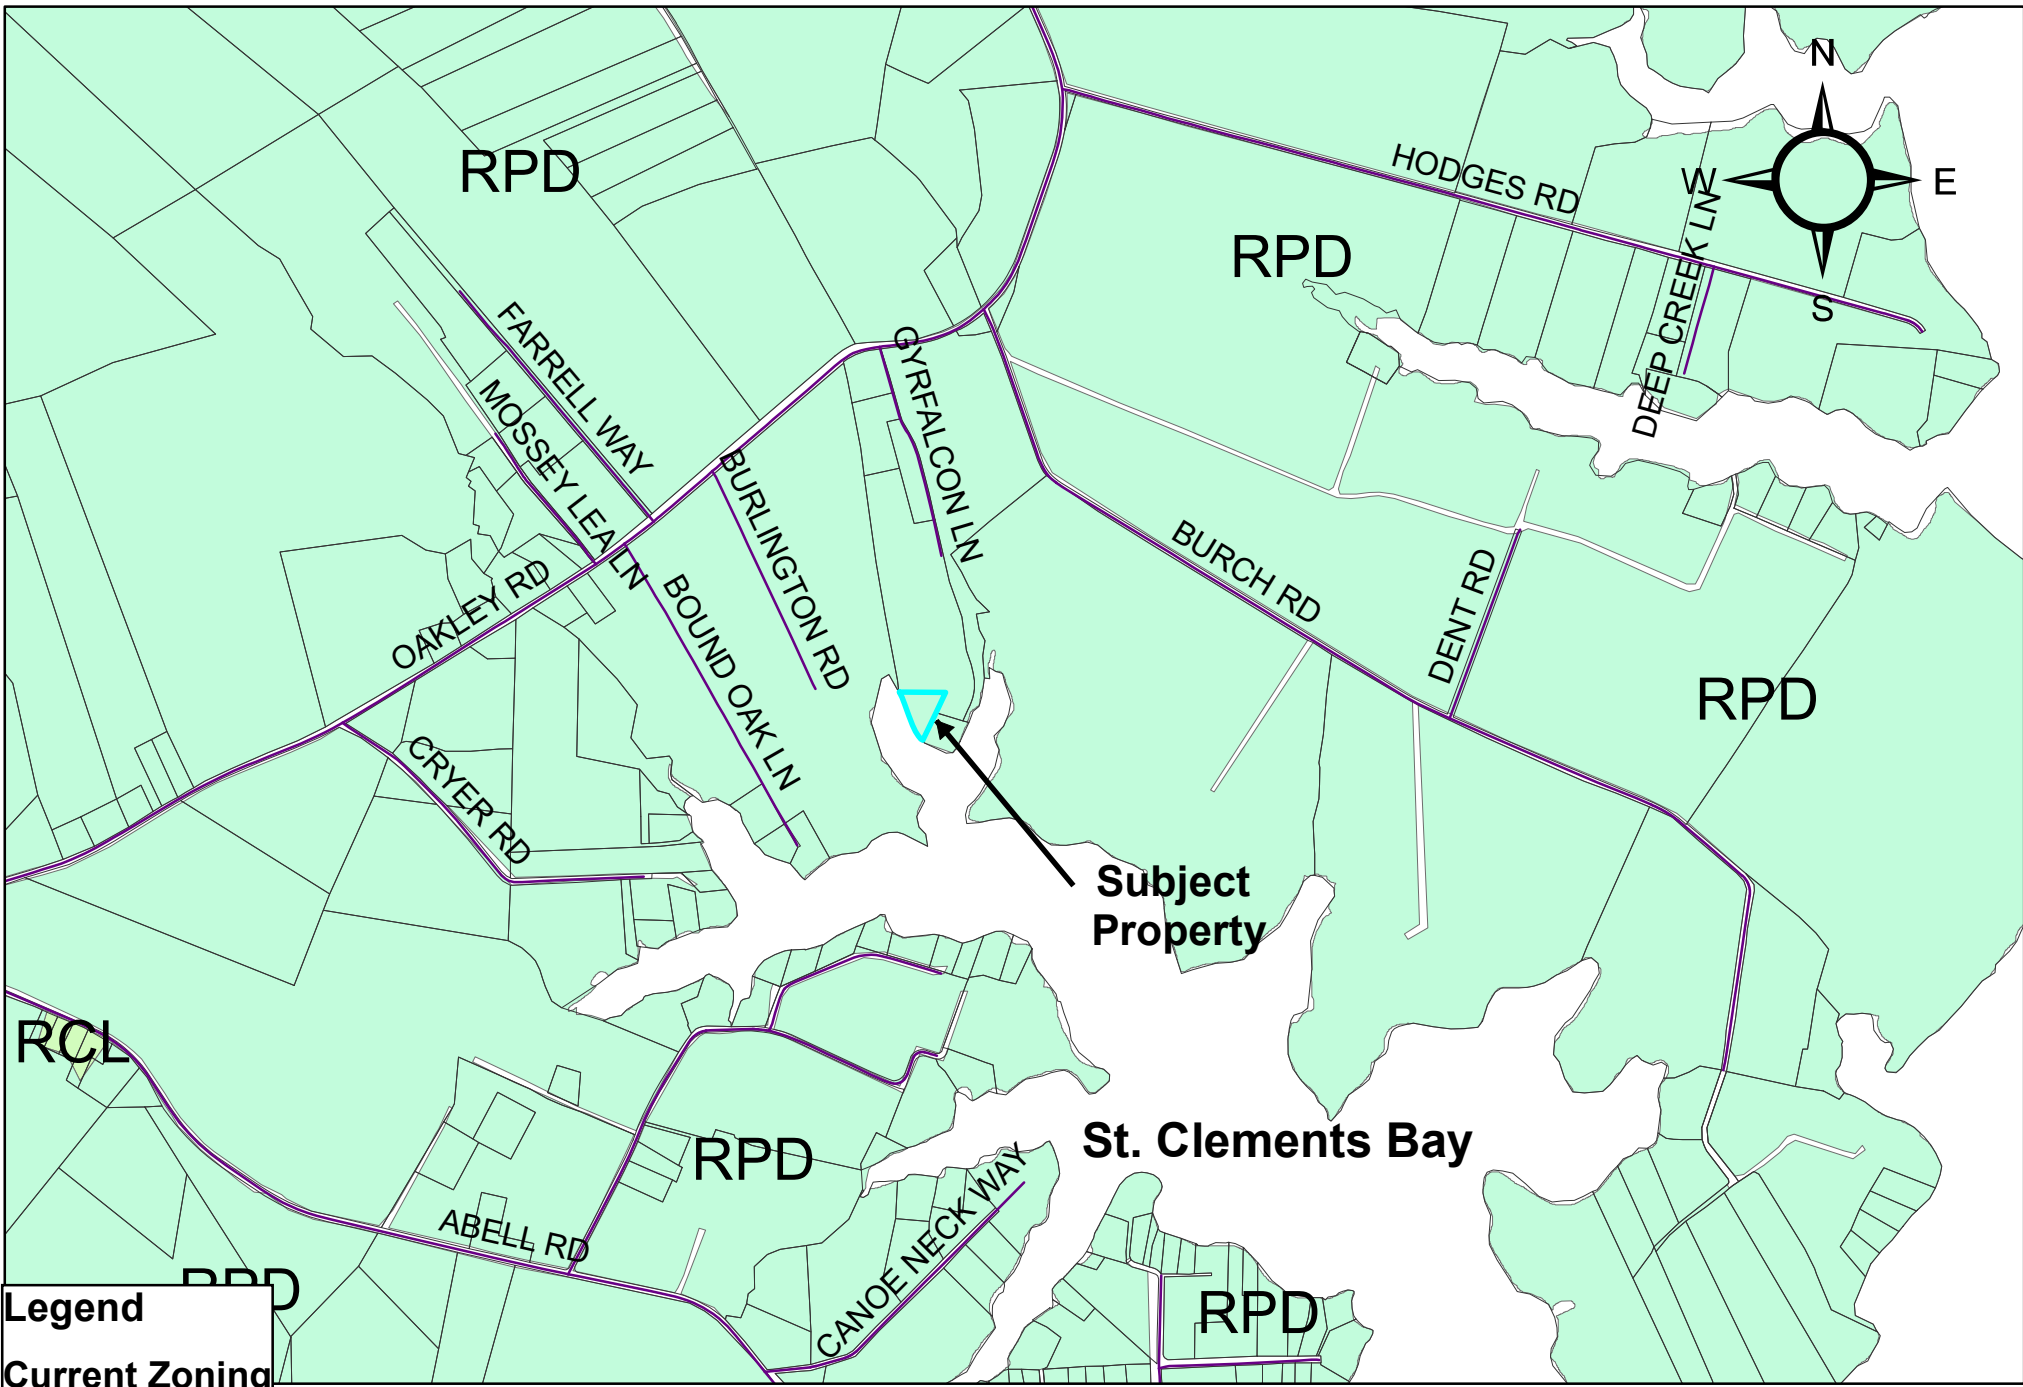 N
HODGES RD
W
E
RPD
RPD
DEEP CREEK LN
S
FARRELL WAY
GYRFALCON LN
MOSSEY LEA LN
BURLINGTON RD
BURCH RD
OAKLEY RD
BOUND OAK LN
DENT RD
RPD
CRYER RD
Subject
Property
RCL
St. Clements Bay
RPD
CANOE NECK WAY
ABELL RD
RPD
RPD
Legend
Current Zoning